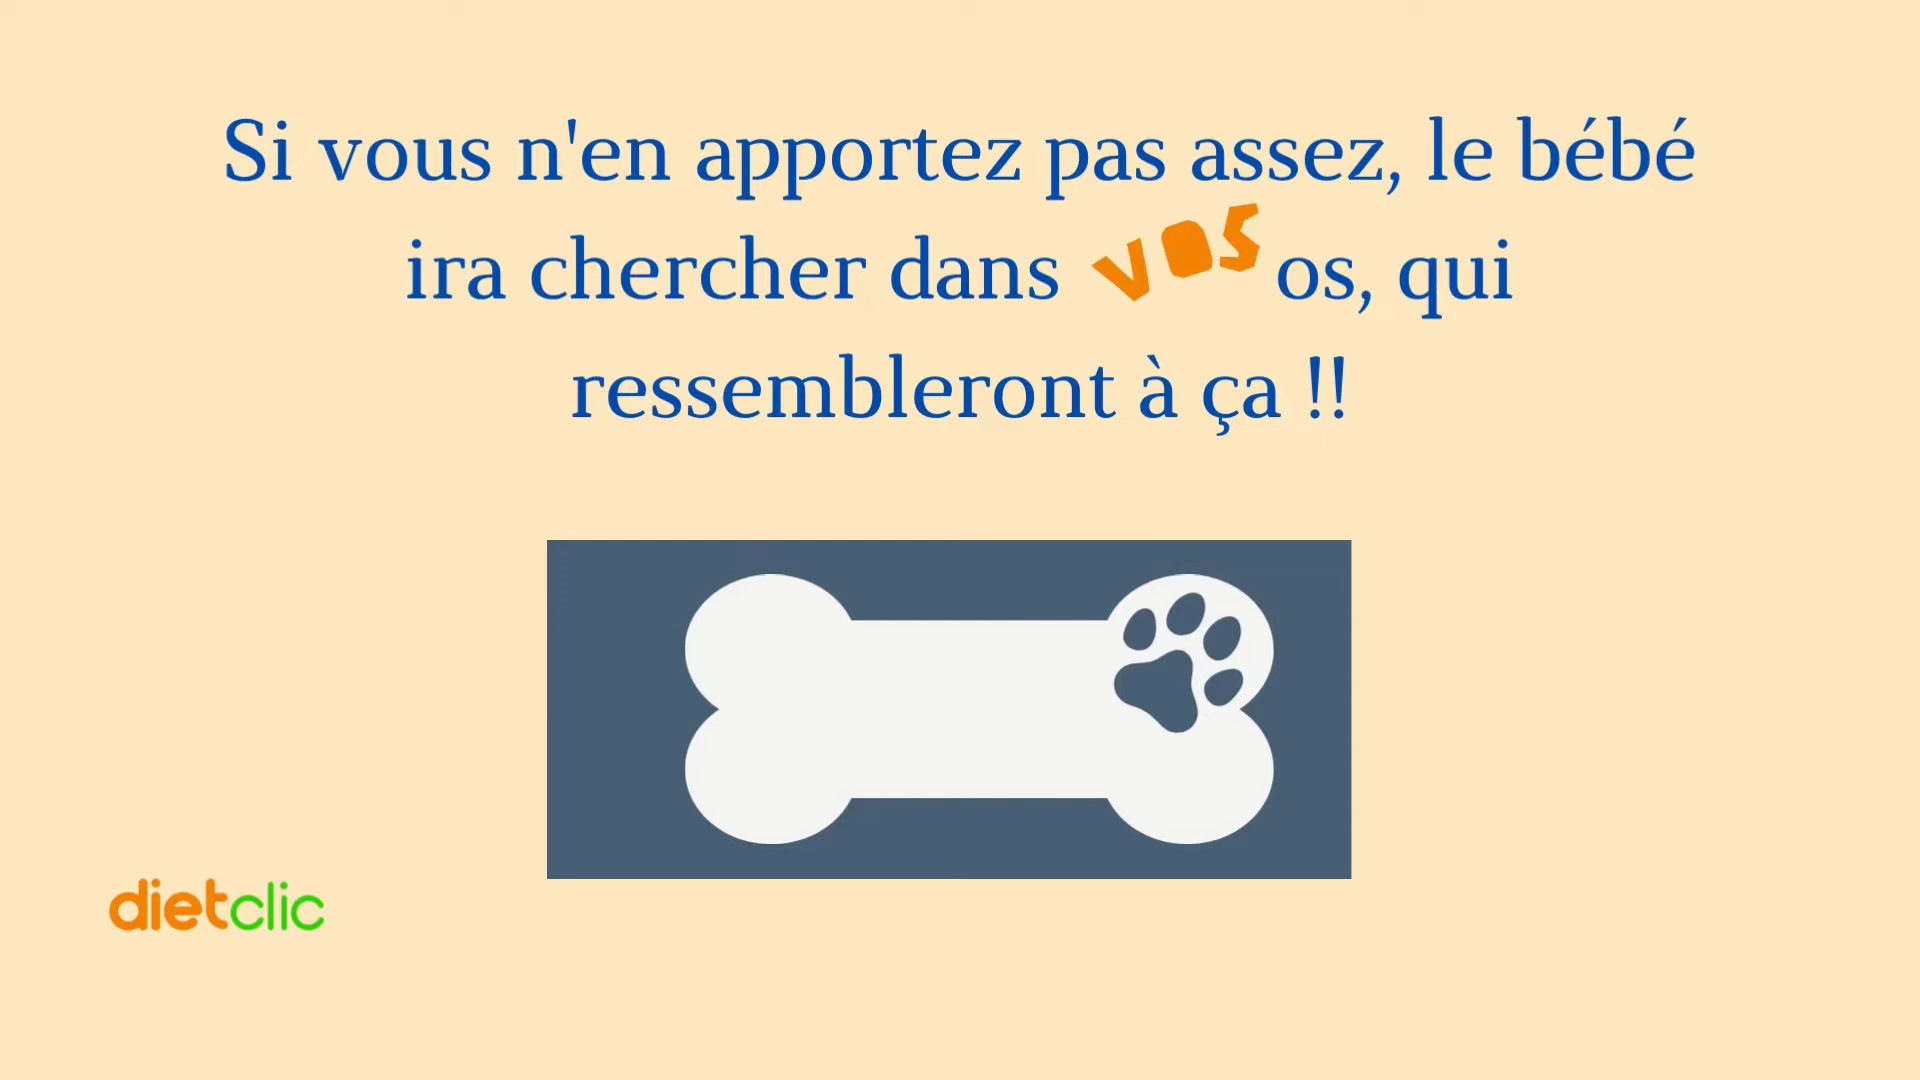 Si vous n'en apportez pas assez, le bébé
ira chercher dans vos os, qui
ressembleront à ça !!
dietclic